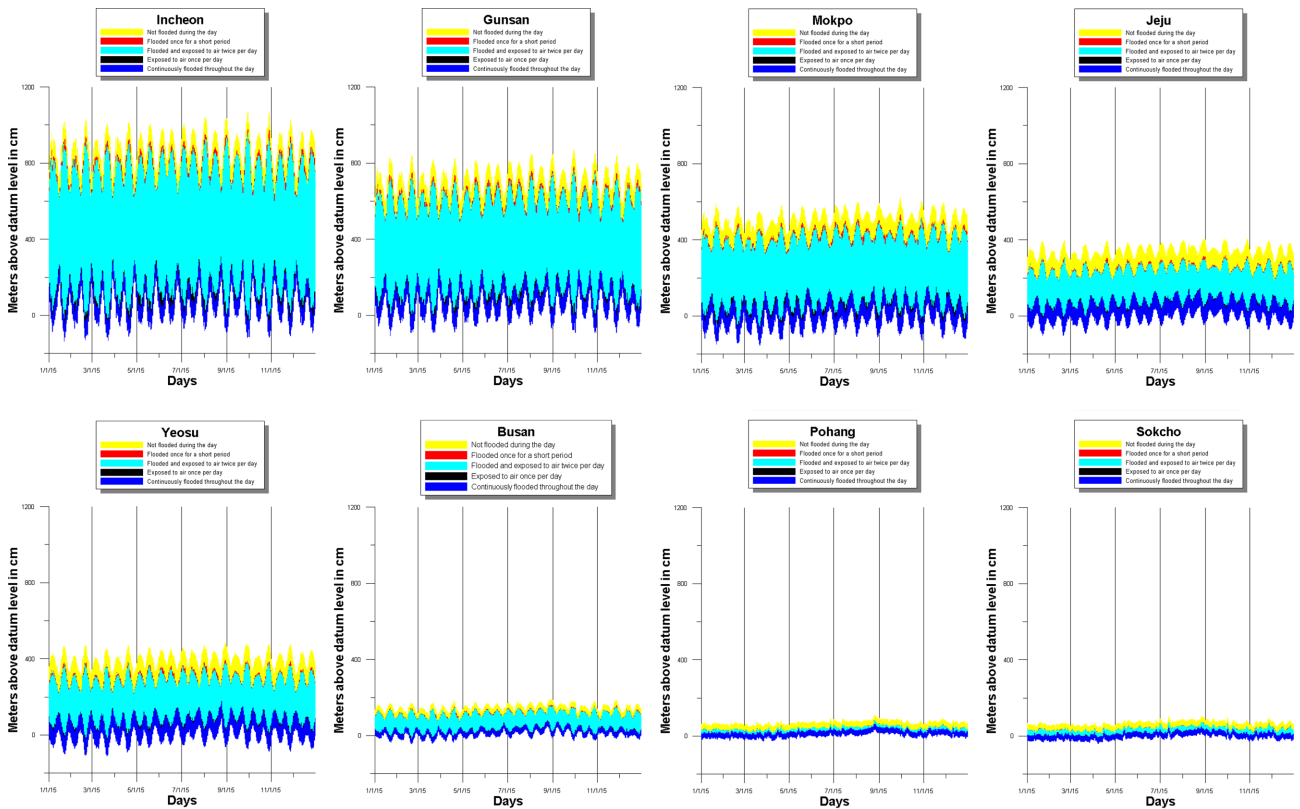 Incheon
Not flooded during the day
Flooded once for a short period
Flooded and exposed to air twice per day
Exposed to air once per day
Continuously flooded throughout the day
Meters above datum level in cm
1200
800
400
0
1/1/15 3/1/15 5/1/15 7/1/15 9/1/15 11/1/15
Days
Gunsan
Not flooded during the day
Flooded once for a short period
Flooded and exposed to air twice per day
Exposed to air once per day
Continuously flooded throughout the day
Meters above datum level in cm
1200
800
400
0
1/1/15 3/1/15 5/1/15 7/1/15 9/1/15 11/1/15
Days
Mokpo
Not flooded during the day
Flooded once for a short period
Flooded and exposed to air twice per day
Exposed to air once per day
Continuously flooded throughout the day
Meters above datum level in cm
1200
800
400
0
1/1/15 3/1/15 5/1/15 7/1/15 9/1/15 11/1/15
Days
Jeju
Not flooded during the day
Flooded once for a short period
Flooded and exposed to air twice per day
Exposed to air once per day
Continuously flooded throughout the day
Meters above datum level in cm
1200
800
400
0
1/1/15 3/1/15 5/1/15 7/1/15 9/1/15 11/1/15
Days
Yeosu
Not flooded during the day
Flooded once for a short period
Flooded and exposed to air twice per day
Exposed to air once per day
Continuously flooded throughout the day
Meters above datum level in cm
1200
800
400
0
1/1/15 3/1/15 5/1/15 7/1/15 9/1/15 11/1/15
Days
Busan
Not flooded during the day
Flooded once for a short period
Flooded and exposed to air twice per day
Exposed to air once per day
Continuously flooded throughout the day
Meters above datum level in cm
1200
800
400
0
1/1/15 3/1/15 5/1/15 7/1/15 9/1/15 11/1/15
Days
Pohang
Not flooded during the day
Flooded once for a short period
Flooded and exposed to air twice per day
Exposed to air once per day
Continuously flooded throughout the day
Meters above datum level in cm
1200
800
400
0
1/1/15 3/1/15 5/1/15 7/1/15 9/1/15 11/1/15
Days
Sokcho
Not flooded during the day
Flooded once for a short period
Flooded and exposed to air twice per day
Exposed to air once per day
Continuously flooded throughout the day
Meters above datum level in cm
1200
800
400
0
1/1/15 3/1/15 5/1/15 7/1/15 9/1/15 11/1/15
Days